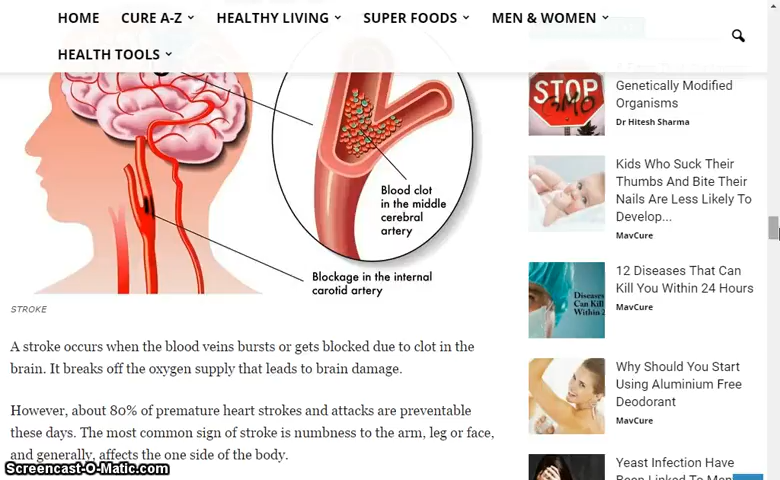 HOME
CURE A-Z
HEALTHY LIVING
SUPER FOODS
MEN & WOMEN
HEALTH TOOLS
Blood clot
in the middle
cerebral
artery
Blockage in the internal
carotid artery
STROKE
A stroke occurs when the blood veins bursts or gets blocked due to clot in the
brain. It breaks off the oxygen supply that leads to brain damage.
However, about 80% of premature heart strokes and attacks are preventable
these days. The most common sign of stroke is numbness to the arm, leg or face,
and generally, affects the one side of the body.
Screencast-O-Matic.com
STOP
GMO
Genetically Modified
Organisms
Dr Hitesh Sharma
Kids Who Suck Their
Thumbs And Bite Their
Nails Are Less Likely To
Develop...
MavCure
Diseases
Within 2
12 Diseases That Can
Kill You Within 24 Hours
MavCure
Why Should You Start
Using Aluminium Free
Deodorant
MavCure
Yeast Infection Have
Been Linked To Men